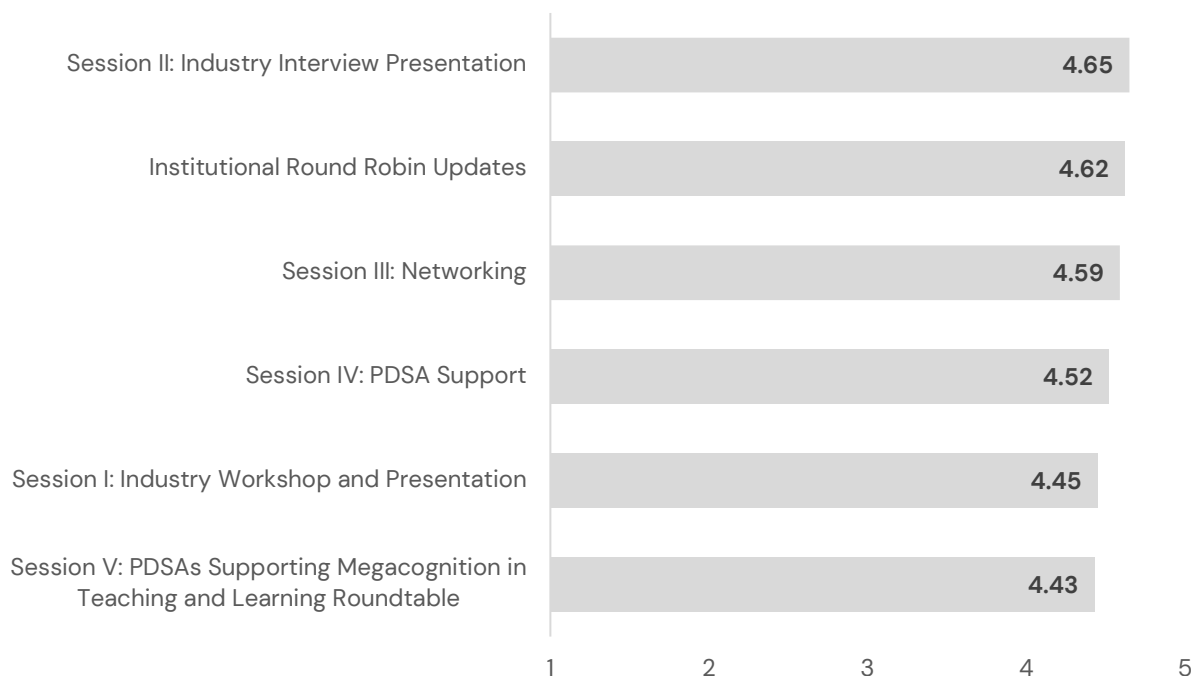 Session II: Industry Interview Presentation
4.65
Institutional Round Robin Updates
4.62
Session III: Networking
4.59
Session IV: PDSA Support
4.52
Session I: Industry Workshop and Presentation
4.45
Session V: PDSAs Supporting Megacognition in
Teaching and Learning Roundtable
4.43
1 2 3 4 5